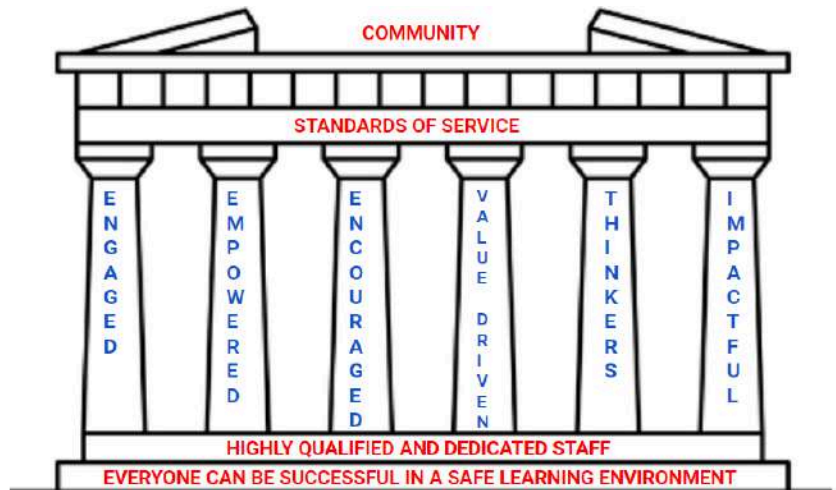 COMMUNITY
STANDARDS OF SERVICE
ENGAGED
EMPOWERED
ENCOURAGED
VALUE DRIVEN
THINKERS
IMPACTFUL
HIGHLY QUALIFIED AND DEDICATED STAFF
EVERYONE CAN BE SUCCESSFUL IN A SAFE LEARNING ENVIRONMENT